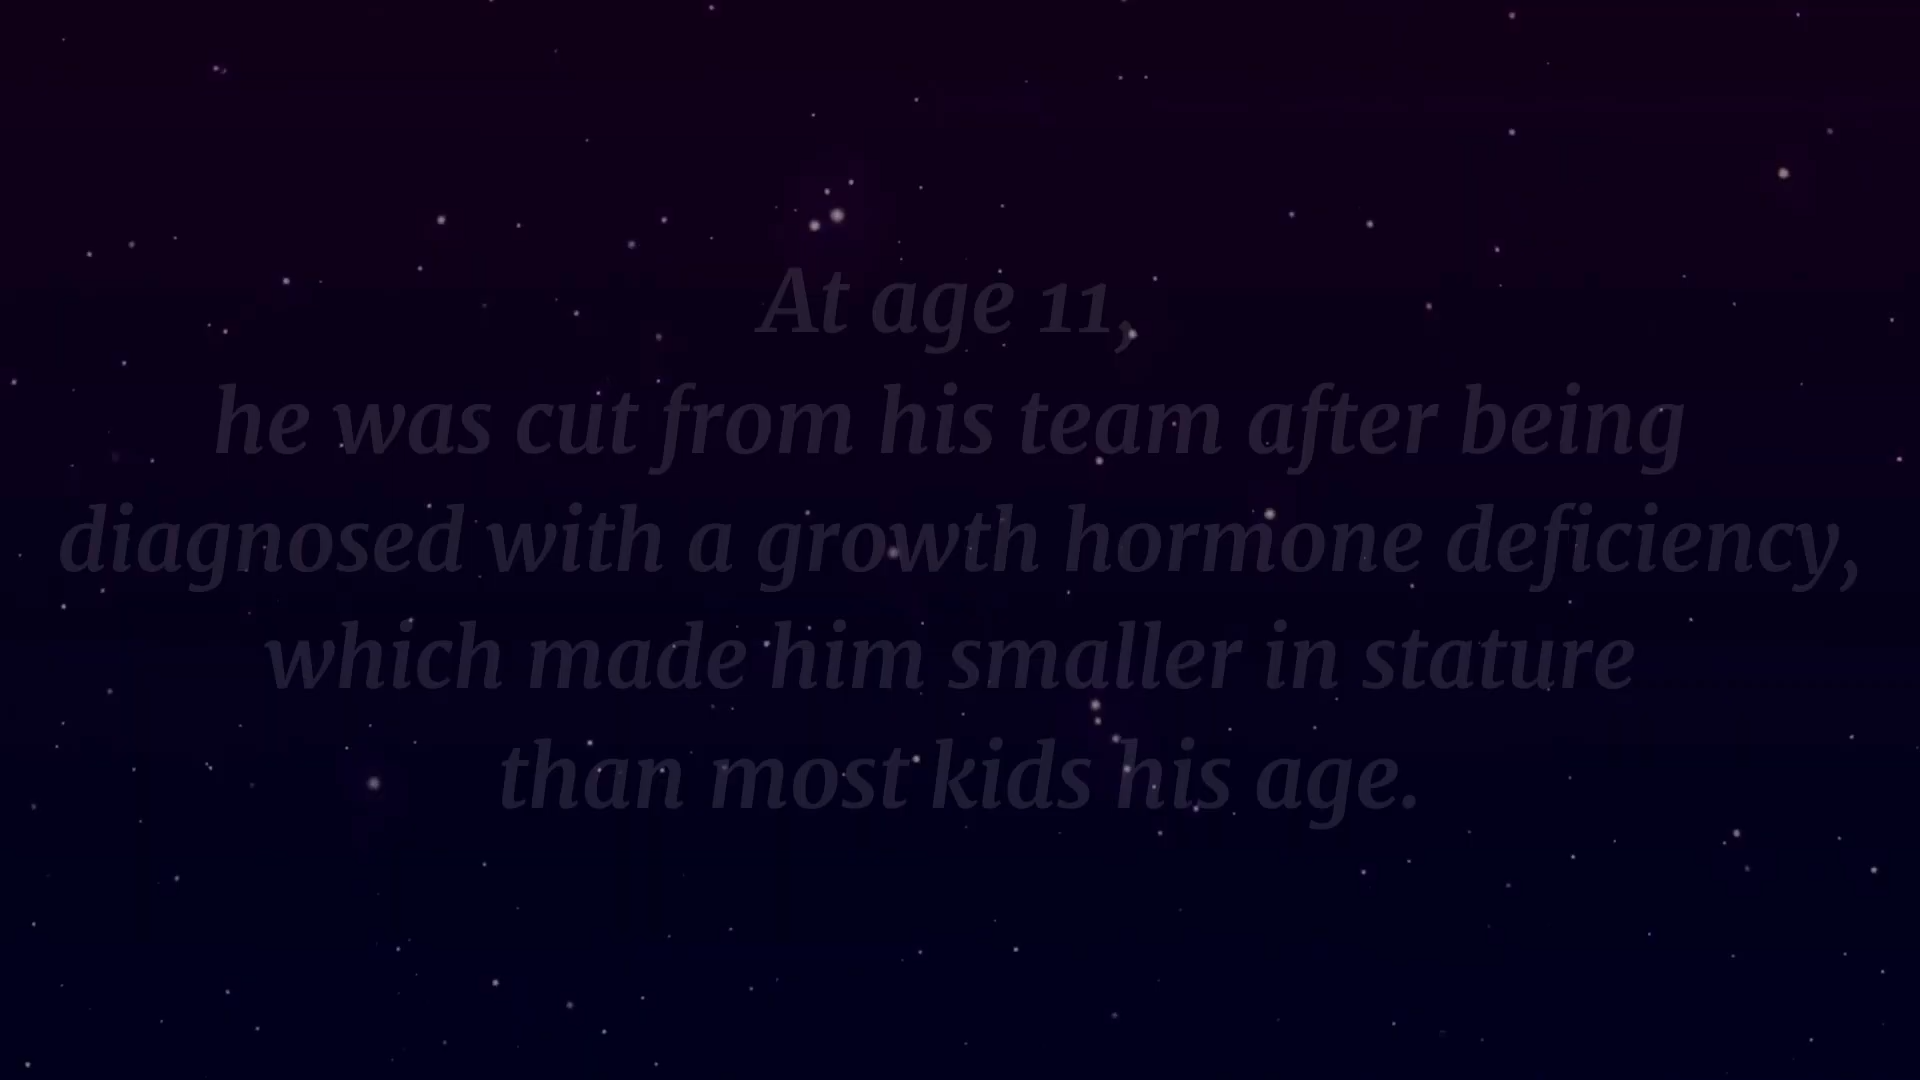 At age 11,
he was cut from his team after being
diagnosed with a growth hormone deficiency,
which made him smaller in stature
than most kids his age.